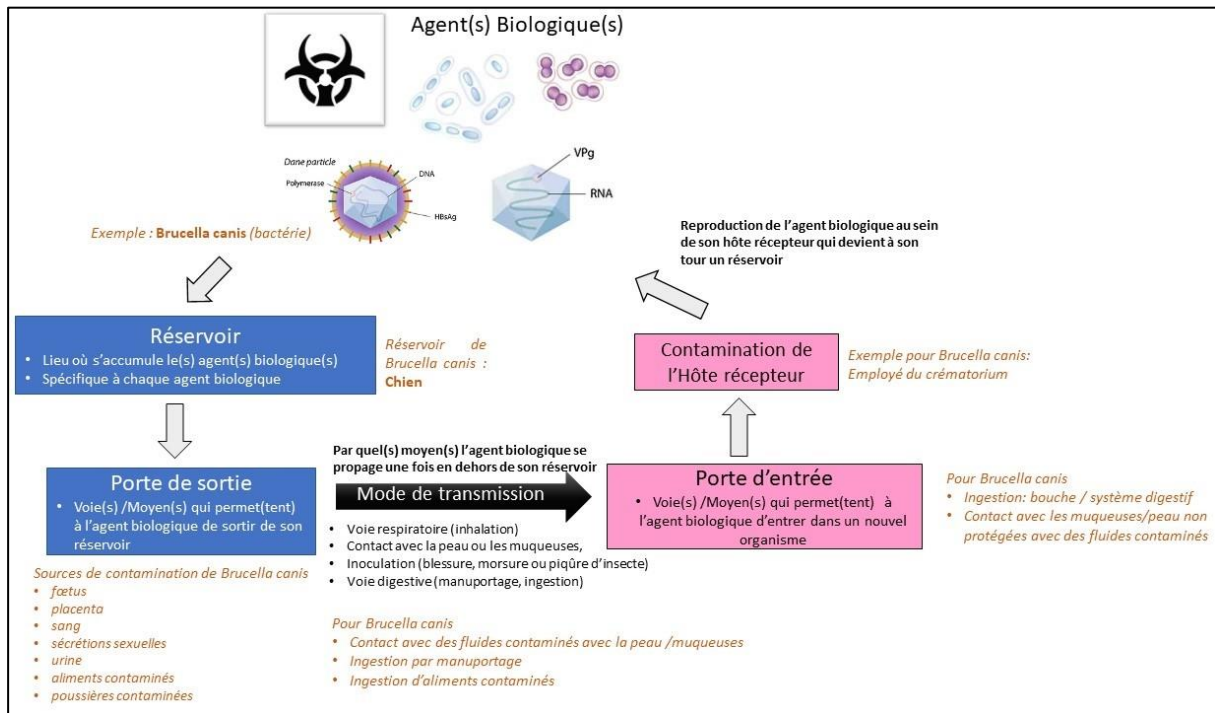 Agent(s) Biologique(s)
Dane particle
Polymerase
DNA
HBsAg
VPg
RNA
Exemple : Brucella canis (bactérie)
Reproduction de l'agent biologique au sein
de son hôte récepteur qui devient à son
tour un réservoir
Réservoir
• Lieu où s'accumule le(s) agent(s) biologique(s)
• Spécifique à chaque agent biologique
Réservoir de
Brucella canis :
Chien
Contamination de
l'Hôte récepteur
Exemple pour Brucella canis:
Employé du crématorium
Porte de sortie
• Voie(s) /Moyen(s) qui permet(tent)
à l'agent biologique de sortir de son
réservoir
Par quel(s) moyen(s) l'agent biologique se
propage une fois en dehors de son réservoir
Mode de transmission
• Voie respiratoire (inhalation)
• Contact avec la peau ou les muqueuses,
• Inoculation (blessure, morsure ou piqûre d'insecte)
• Voie digestive (manuportage, ingestion)
Porte d'entrée
• Voie(s) /Moyen(s) qui permet(tent) à
l'agent biologique d'entrer dans un nouvel
organisme
Pour Brucella canis
• Ingestion: bouche / système digestif
• Contact avec les muqueuses/peau non
protégées avec des fluides contaminés
Sources de contamination de Brucella canis
• fœtus
• placenta
• sang
• sécrétions sexuelles
• urine
• aliments contaminés
• poussières contaminées
Pour Brucella canis
• Contact avec des fluides contaminés avec la peau /muqueuses
• Ingestion par manuportage
• Ingestion d'aliments contaminés